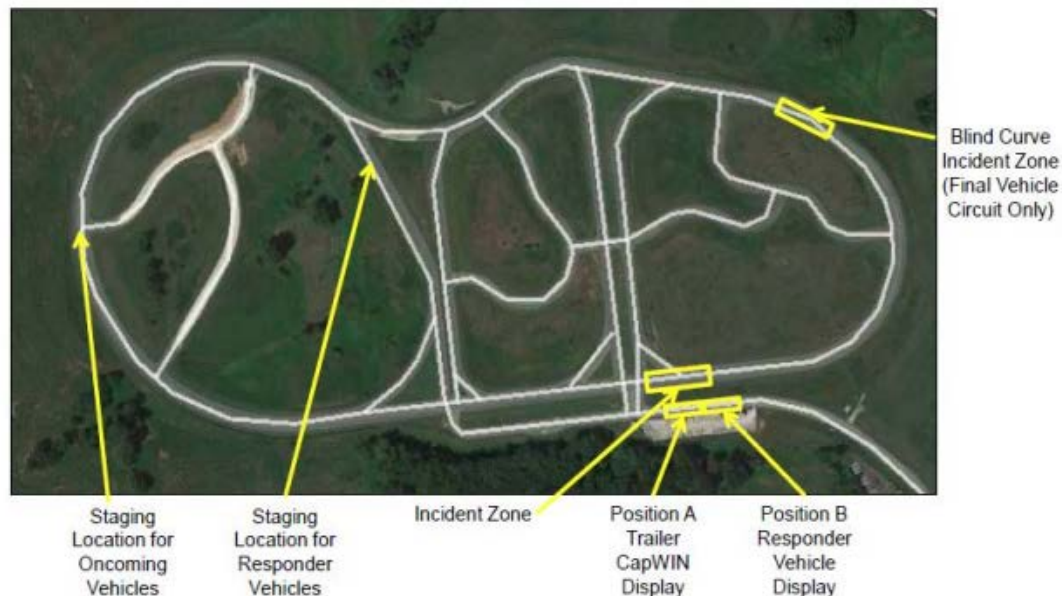 Blind Curve
Incident Zone
(Final Vehicle
Circuit Only)
Staging
Location for
Oncoming
Vehicles
Staging
Location for
Responder
Vehicles
Incident Zone
Position A
Trailer
CapWIN
Display
Position B
Responder
Vehicle
Display